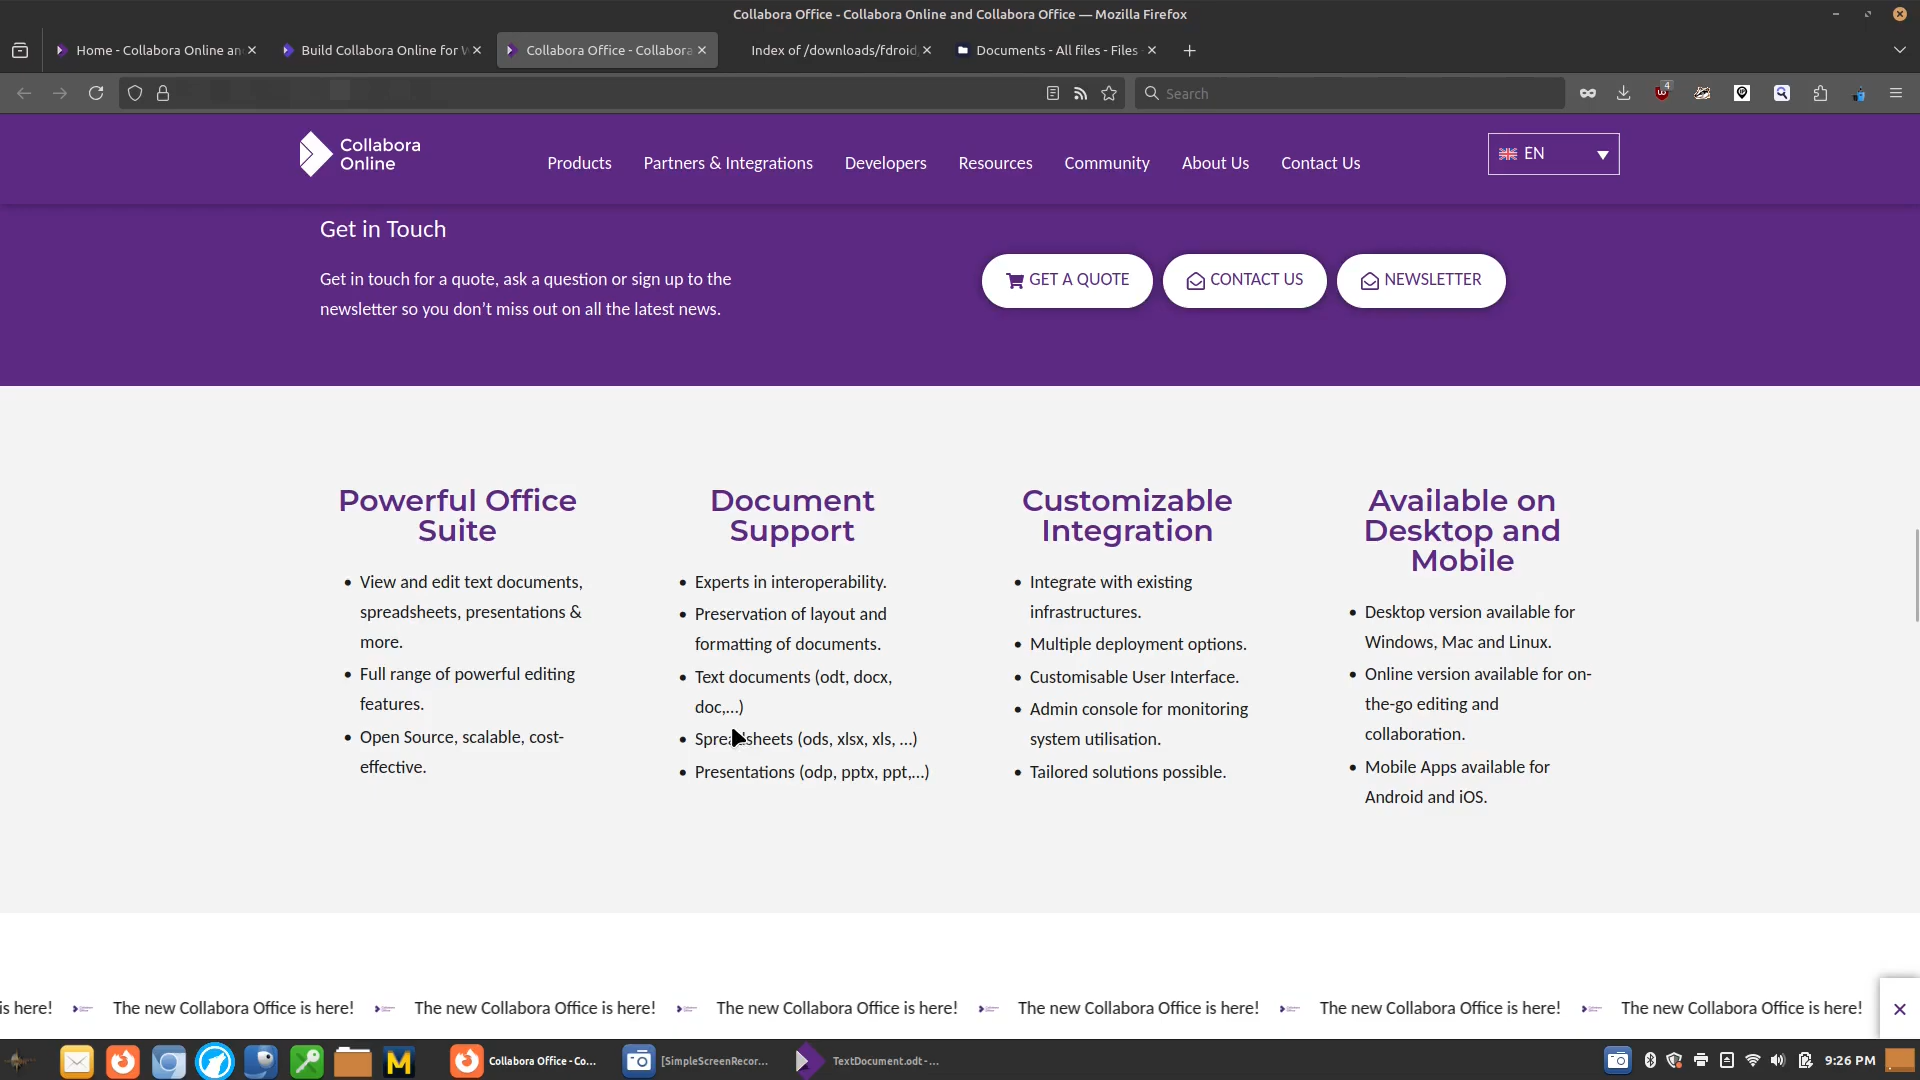 Collabora Office - Collabora Online and Collabora Office — Mozilla Firefox
Home - Collabora Online an
Build Collabora Online for W
Collabora Office - Collabora
Index of /downloads/fdroid
Documents - All files - Files
Search
4
Collabora
Online
Products
Partners & Integrations
Developers
Resources
Community
About Us
Contact Us
EN
Get in Touch
Get in touch for a quote, ask a question or sign up to the
newsletter so you don’t miss out on all the latest news.
GET A QUOTE
CONTACT US
NEWSLETTER
Powerful Office
Suite
• View and edit text documents,
spreadsheets, presentations &
more.
• Full range of powerful editing
features.
• Open Source, scalable, cost-
effective.
Document
Support
• Experts in interoperability.
• Preservation of layout and
formatting of documents.
• Text documents (odt, docx,
doc,…)
• Spreadsheets (ods, xlsx, xls, …)
• Presentations (odp, pptx, ppt,…)
Customizable
Integration
• Integrate with existing
infrastructures.
• Multiple deployment options.
• Customisable User Interface.
• Admin console for monitoring
system utilisation.
• Tailored solutions possible.
Available on
Desktop and
Mobile
• Desktop version available for
Windows, Mac and Linux.
• Online version available for on-
the-go editing and
collaboration.
• Mobile Apps available for
Android and iOS.
is here! The new Collabora Office is here! The new Collabora Office is here! The new Collabora Office is here! The new Collabora Office is here! The new Collabora Office is here! The new Collabora Office is here!
Collabora Office - Co...
[SimpleScreenRecor...
TextDocument.odt - ...
9:26 PM